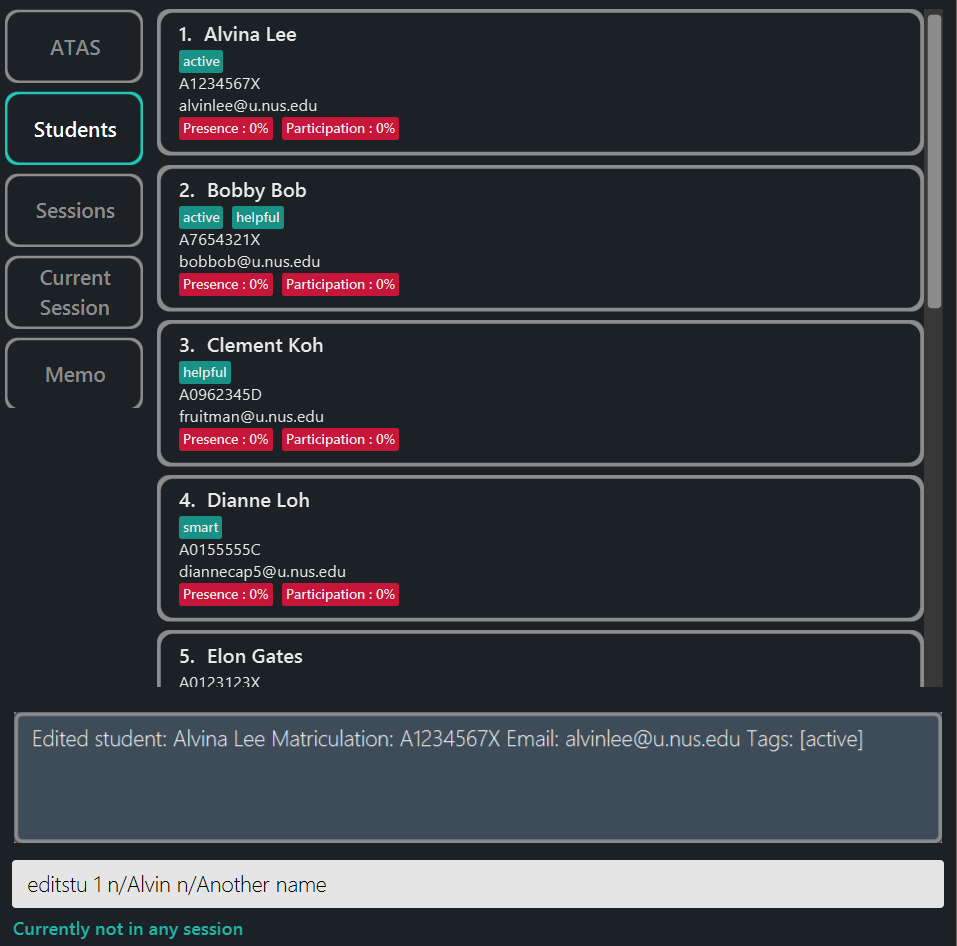 ATAS
Students
Sessions
Current
Session
Memo
1. Alvina Lee
active
A1234567X
alvinlee@u.nus.edu
Presence : 0% Participation : 0%
2. Bobby Bob
active helpful
A7654321X
bobbob@u.nus.edu
Presence : 0% Participation : 0%
3. Clement Koh
helpful
A0962345D
fruitman@u.nus.edu
Presence : 0% Participation : 0%
4. Dianne Loh
smart
A0155555C
diannecap5@u.nus.edu
Presence : 0% Participation : 0%
5. Elon Gates
A0123123X
Edited student: Alvina Lee Matriculation: A1234567X Email: alvinlee@u.nus.edu Tags: [active]
editstu 1 n/Alvin n/Another name
Currently not in any session